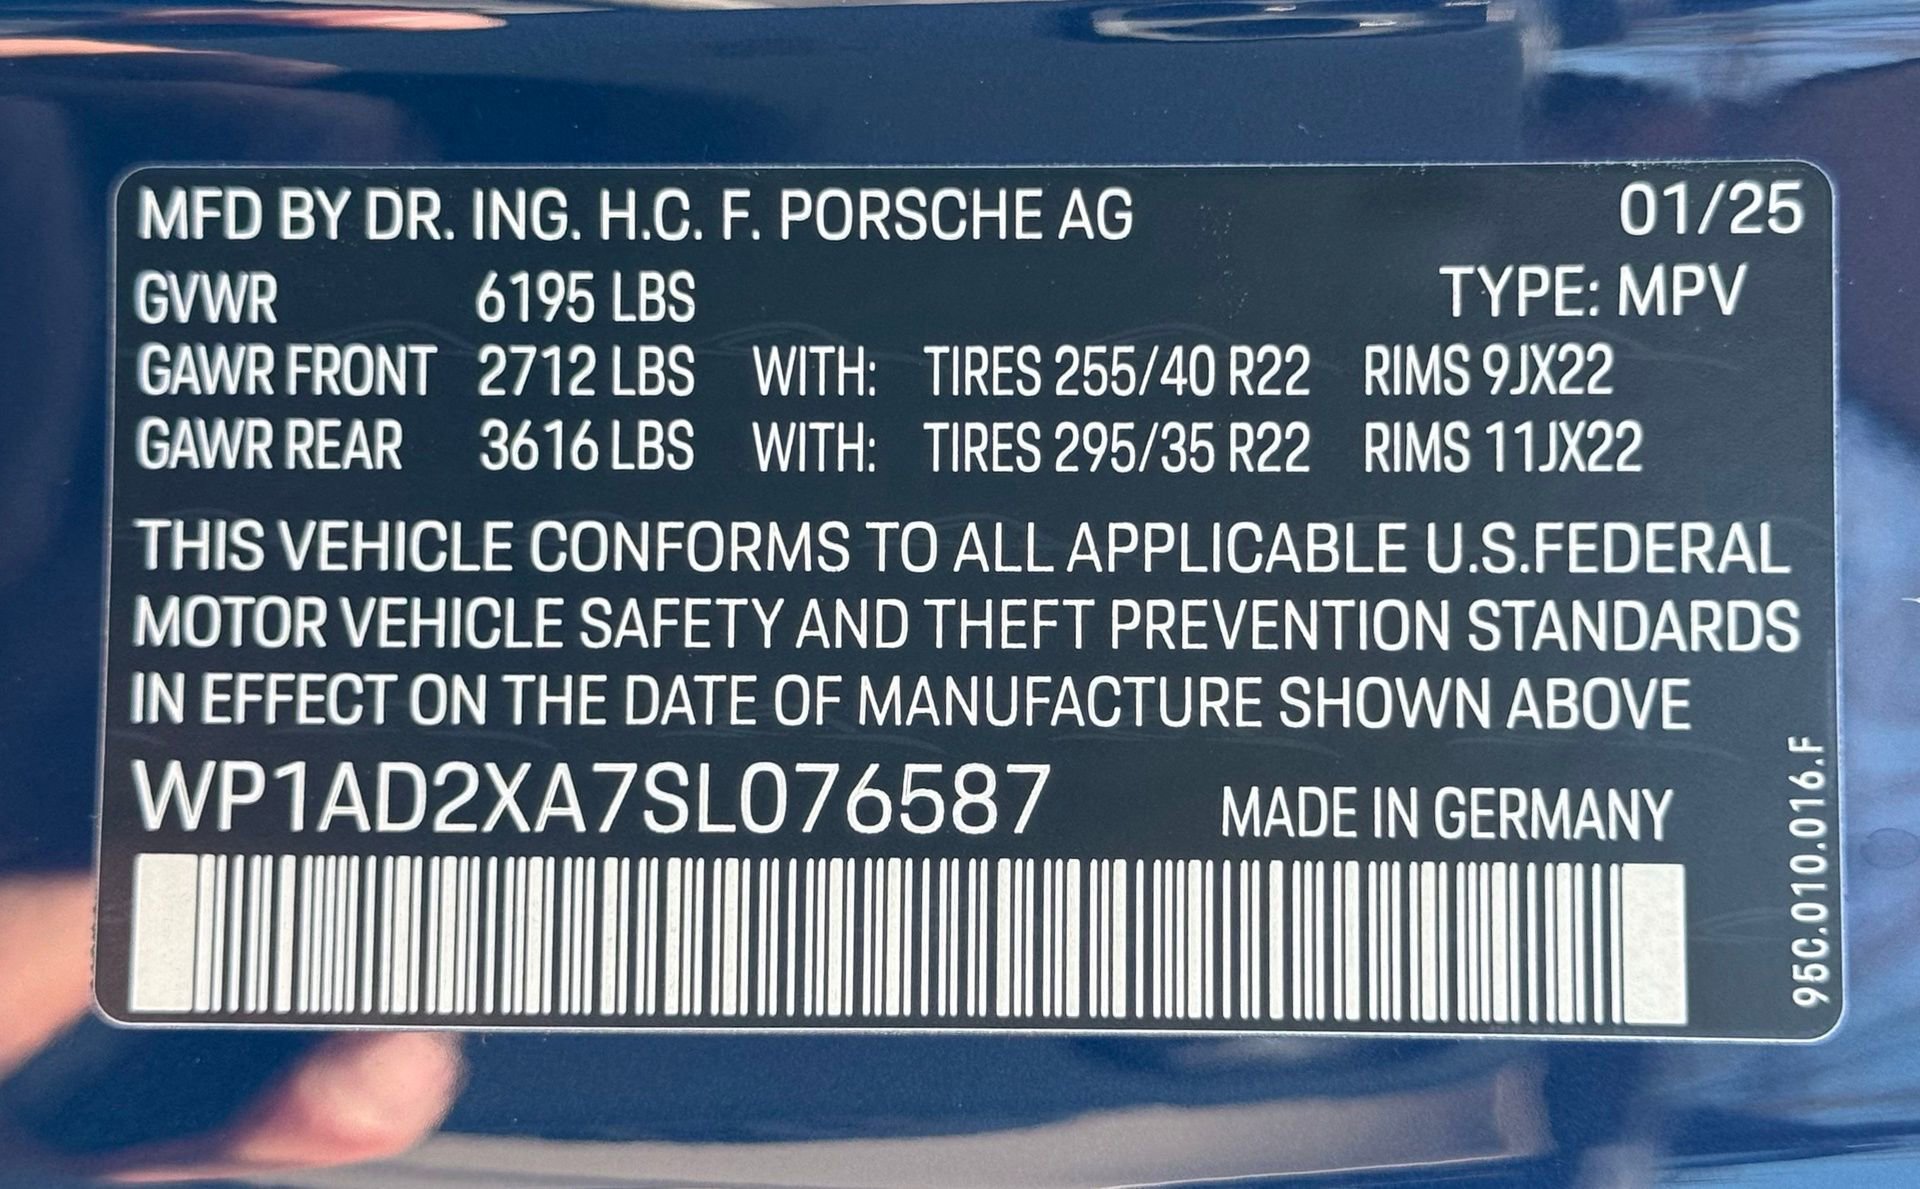 MFD BY DR. ING. H.C. F. PORSCHE AG 01/25
GVWR 6195 LBS TYPE: MPV
GAWR FRONT 2712 LBS WITH: TIRES 255/40 R22 RIMS 9JX22
GAWR REAR 3616 LBS WITH: TIRES 295/35 R22 RIMS 11JX22
THIS VEHICLE CONFORMS TO ALL APPLICABLE U.S.FEDERAL
MOTOR VEHICLE SAFETY AND THEFT PREVENTION STANDARDS
IN EFFECT ON THE DATE OF MANUFACTURE SHOWN ABOVE
WP1AD2XA7SL076587 MADE IN GERMANY
95C.010.016.F